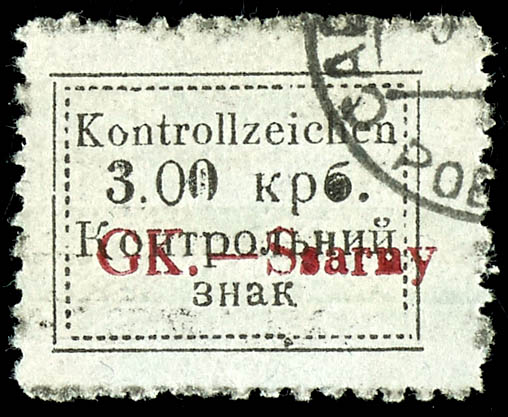 Kontrollzeichen
3.00 крб.
Контрольний
GK. — Ssarny
знак